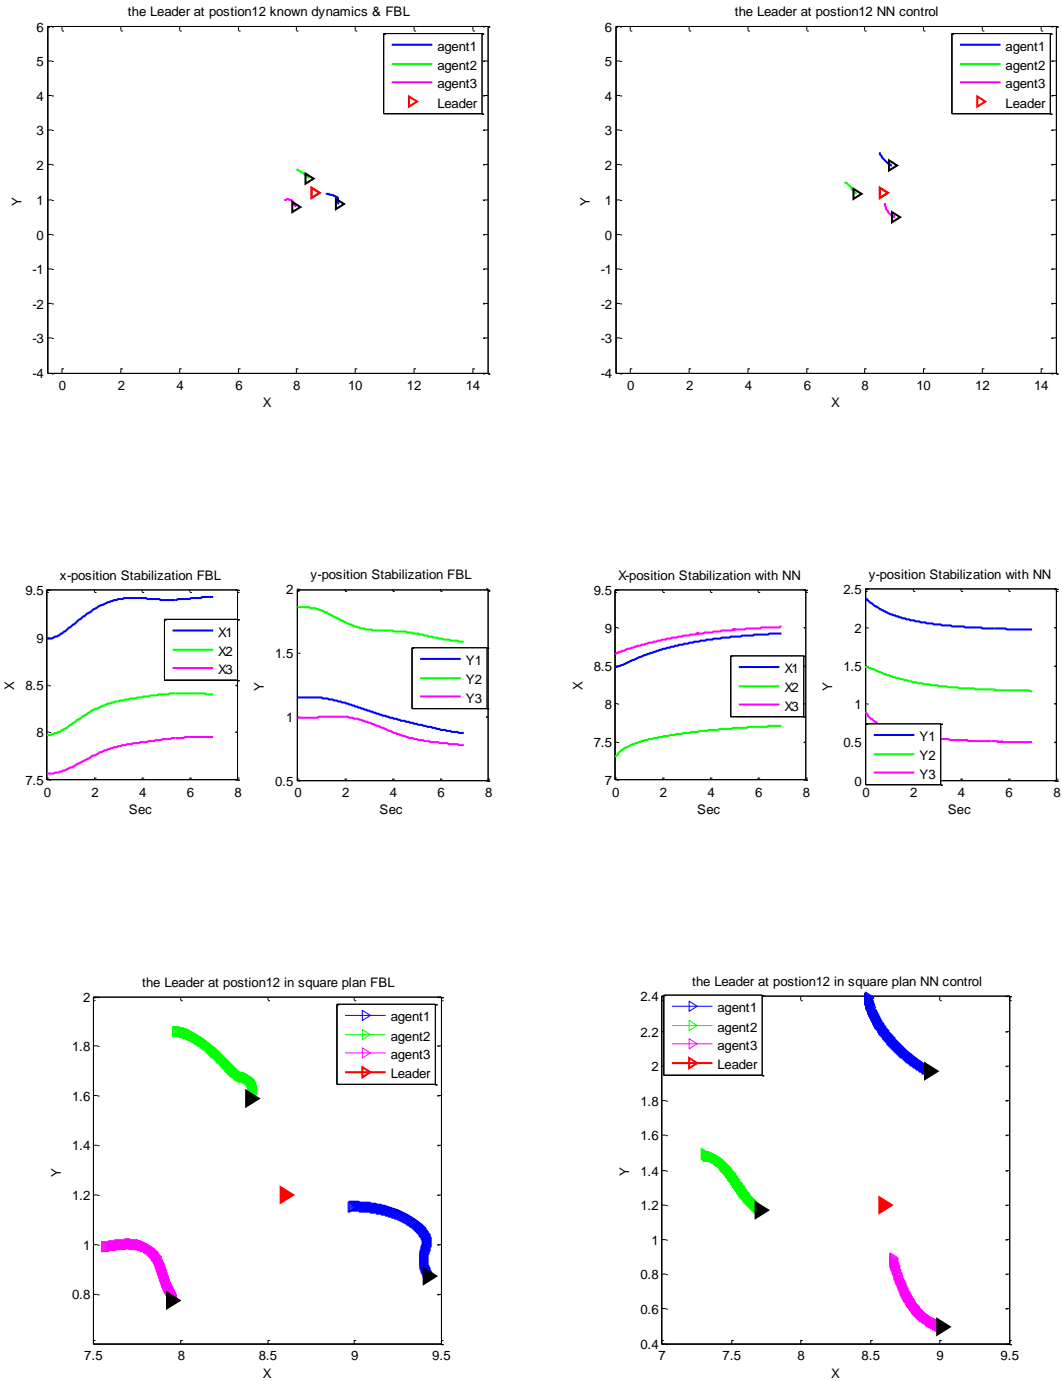 the Leader at postion12 known dynamics & FBL
6
5
4
3
2
1
0
-1
-2
-3
-4
Y
0 2 4 6 8 10 12 14
X
agent1
agent2
agent3
Leader
the Leader at postion12 NN control
6
5
4
3
2
1
0
-1
-2
-3
-4
Y
0 2 4 6 8 10 12 14
X
agent1
agent2
agent3
Leader
x-position Stabilization FBL
9.5
9
8.5
8
7.5
X
0 2 4 6 8
Sec
X1
X2
X3
y-position Stabilization FBL
2
1.5
1
0.5
Y
0 2 4 6 8
Y1
Y2
Y3
X-position Stabilization with NN
9.5
9
8.5
8
7.5
7
X
0 2 4 6 8
Sec
X1
X2
X3
y-position Stabilization with NN
2.5
2
1.5
1
0.5
0
Y
0 2 4 6 8
Y1
Y2
Y3
the Leader at postion12 in square plan FBL
2
1.8
1.6
1.4
1.2
1
0.8
Y
7.5 8 8.5 9 9.5
X
agent1
agent2
agent3
Leader
the Leader at postion12 in square plan NN control
2.4
2.2
2
1.8
1.6
1.4
1.2
1
0.8
0.6
0.4
Y
7 7.5 8 8.5 9 9.5
X
agent1
agent2
agent3
Leader